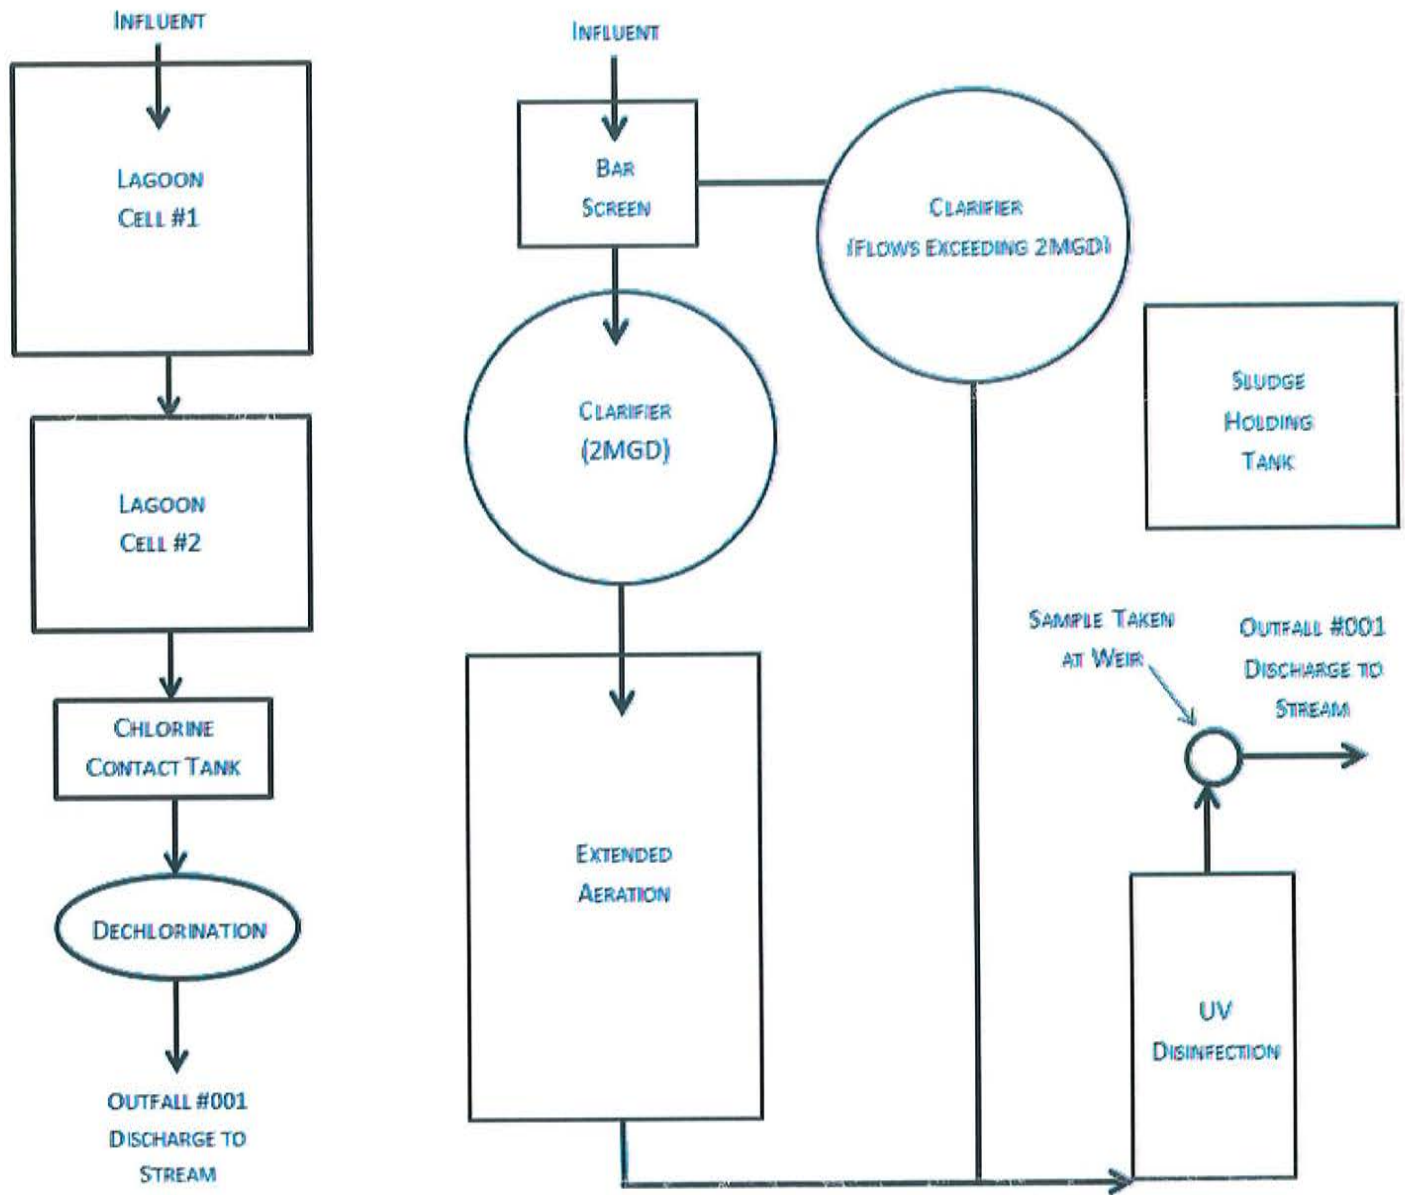 INFLUENT
LAGOON
CELL #1
LAGOON
CELL #2
CHLORINE
CONTACT TANK
DECHLORINATION
OUTFALL #001
DISCHARGE TO
STREAM
INFLUENT
BAR
SCREEN
CLARIFIER
(FLOWS EXCEEDING 2MGD)
CLARIFIER
(2MGD)
EXTENDED
AERATION
SLUDGE
HOLDING
TANK
SAMPLE TAKEN
AT WEIR
OUTFALL #001
DISCHARGE TO
STREAM
UV
DISINFECTION